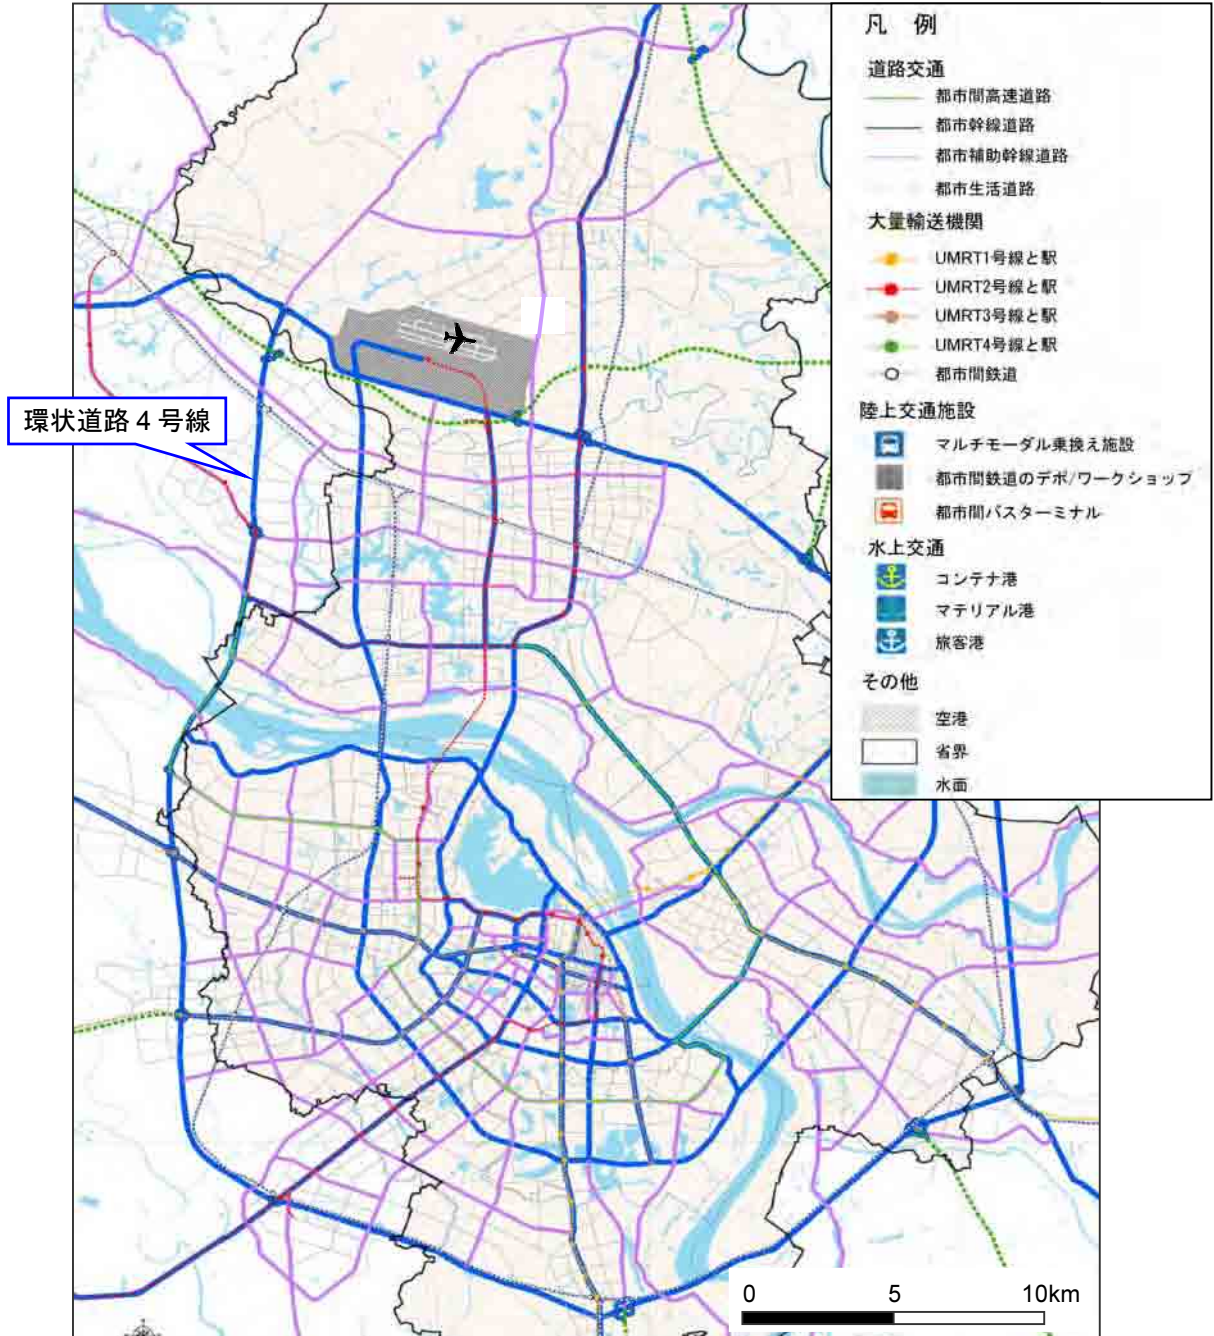 凡 例
道路交通
都市間高速道路
都市幹線道路
都市補助幹線道路
都市生活道路
大量輸送機関
UMRT1号線と駅
UMRT2号線と駅
UMRT3号線と駅
UMRT4号線と駅
都市間鉄道
陸上交通施設
マルチモーダル乗換え施設
都市間鉄道のデポ/ワークショップ
都市間バスターミナル
水上交通
コンテナ港
マテリアル港
旅客港
その他
空港
省界
水面
環状道路4号線
0 5 10km